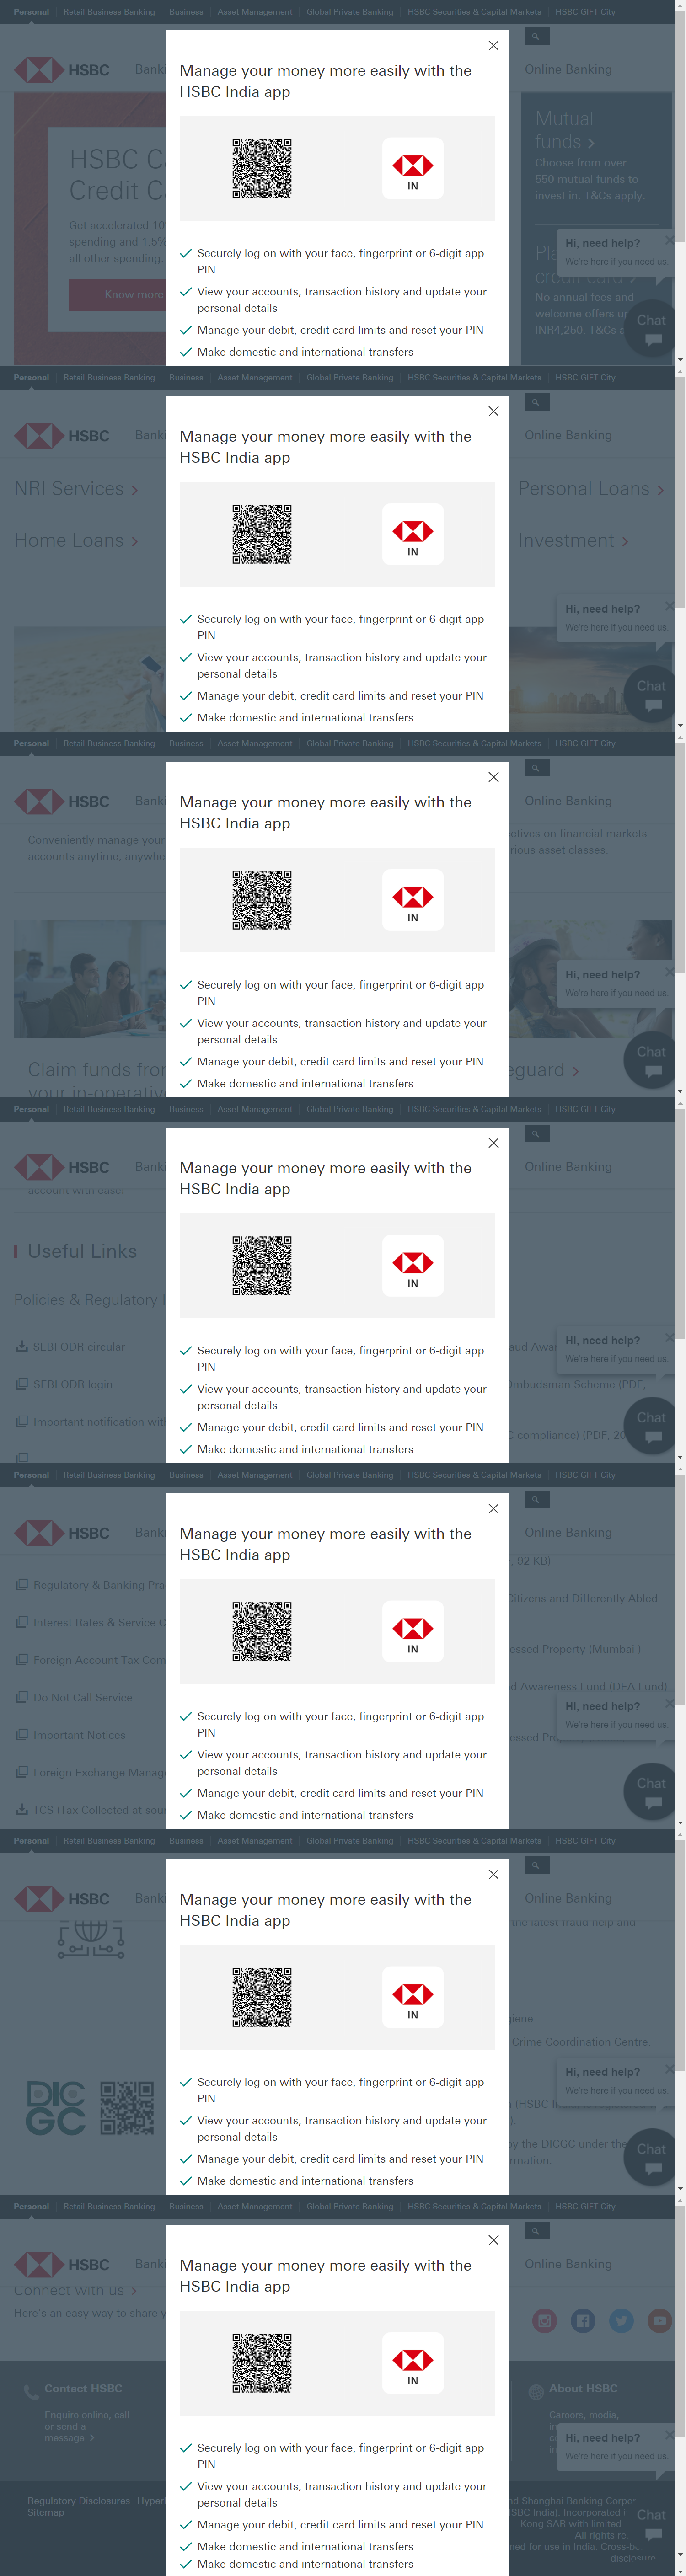 Personal Retail Business Banking Business Asset Management Global Private Banking HSBC Securities & Capital Markets HSBC GIFT City
Manage your money more easily with the
HSBC India app
HSBC Banki Online Banking
Mutual
funds
HSBC C
Credit C
Choose from over
550 mutual funds to
invest in. T&Cs apply.
IN
Get accelerated 10
spending and 1.5%
all other spending
Hi, need help?
We're here if you need us.
Know more
No annual fees and
welcome offers
INR4,250. T&Cs
Chat
Securely log on with your face, fingerprint or 6-digit app
PIN
View your accounts, transaction history and update your
personal details
Manage your debit, credit card limits and reset your PIN
Make domestic and international transfers
Personal Retail Business Banking Business Asset Management Global Private Banking HSBC Securities & Capital Markets HSBC GIFT City
Manage your money more easily with the
HSBC India app
HSBC Banki Online Banking
NRI Services Personal Loans
IN
Home Loans Investment
Hi, need help?
We're here if you need us.
Chat
Securely log on with your face, fingerprint or 6-digit app
PIN
View your accounts, transaction history and update your
personal details
Manage your debit, credit card limits and reset your PIN
Make domestic and international transfers
Personal Retail Business Banking Business Asset Management Global Private Banking HSBC Securities & Capital Markets HSBC GIFT City
Manage your money more easily with the
HSBC India app
HSBC Banki Online Banking
Conveniently manage your ectives on financial markets
accounts anytime, anywhe rious asset classes.
IN
Hi, need help?
We're here if you need us.
Chat
Securely log on with your face, fingerprint or 6-digit app
PIN
View your accounts, transaction history and update your
personal details
Manage your debit, credit card limits and reset your PIN
Make domestic and international transfers
Claim funds from eguard
your in-operativ
Personal Retail Business Banking Business Asset Management Global Private Banking HSBC Securities & Capital Markets HSBC GIFT City
Manage your money more easily with the
HSBC India app
HSBC Banki Online Banking
account with ease!
Useful Links
IN
Policies & Regulatory I
SEBI ODR circular aud Awar
SEBI ODR login Ombudsman Scheme (PDF,
Important notification wit C compliance) (PDF, 20
Hi, need help?
We're here if you need us.
Chat
Securely log on with your face, fingerprint or 6-digit app
PIN
View your accounts, transaction history and update your
personal details
Manage your debit, credit card limits and reset your PIN
Make domestic and international transfers
Personal Retail Business Banking Business Asset Management Global Private Banking HSBC Securities & Capital Markets HSBC GIFT City
Manage your money more easily with the
HSBC India app
HSBC Banki Online Banking
, 92 KB)
Regulatory & Banking Pra Citizens and Differently Abled
Interest Rates & Service C
IN
Foreign Account Tax Com essed Property (Mumbai )
Do Not Call Service d Awareness Fund (DEA Fund)
Important Notices essed Pro
Foreign Exchange Manag
TCS (Tax Collected at sour
Hi, need help?
We're here if you need us.
Chat
Securely log on with your face, fingerprint or 6-digit app
PIN
View your accounts, transaction history and update your
personal details
Manage your debit, credit card limits and reset your PIN
Make domestic and international transfers
Personal Retail Business Banking Business Asset Management Global Private Banking HSBC Securities & Capital Markets HSBC GIFT City
Manage your money more easily with the
HSBC India app
HSBC Banki Online Banking
the latest fraud help and
IN
giene
Crime Coordination Centre.
DICGC
(HSBC I
by the DICGC under the
rmation.
Hi, need help?
We're here if you need us.
Chat
Securely log on with your face, fingerprint or 6-digit app
PIN
View your accounts, transaction history and update your
personal details
Manage your debit, credit card limits and reset your PIN
Make domestic and international transfers
Personal Retail Business Banking Business Asset Management Global Private Banking HSBC Securities & Capital Markets HSBC GIFT City
Manage your money more easily with the
HSBC India app
HSBC Banki Online Banking
Connect with us
Here's an easy way to share y
IN
Contact HSBC
Enquire online, call
or send a
message
About HSBC
Careers, media,
Hi, need help?
We're here if you need us.
Chat
Securely log on with your face, fingerprint or 6-digit app
PIN
View your accounts, transaction history and update your
personal details
Manage your debit, credit card limits and reset your PIN
Make domestic and international transfers
Make domestic and international transfers
Regulatory Disclosures Hyperl
Sitemap
nd Shanghai Banking Corpor
HSBC India). Incorporated
Kong SAR with limited
All rights re
ned for use in India. Cross-b
disclosure